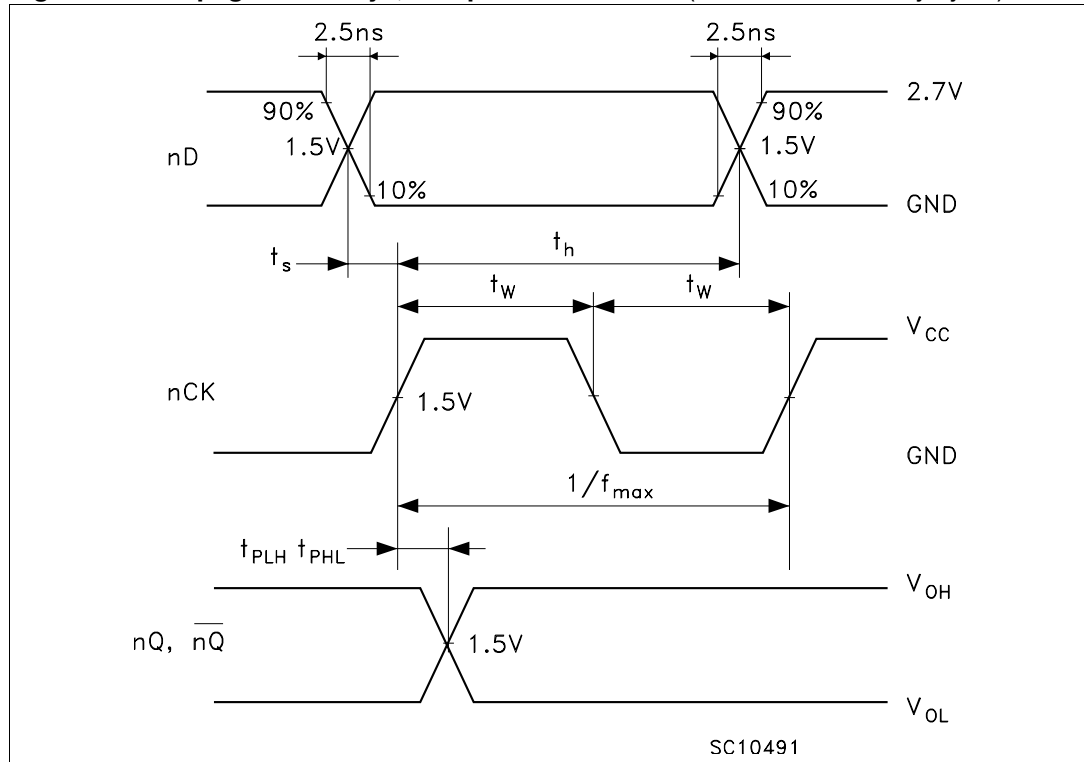 2.5ns 2.5ns
2.7V
90% 90%
1.5V 1.5V
nD
10% 10%
GND
t_s t_h
t_W t_W
V_CC
nCK 1.5V
GND
1/f_max
t_PLH t_PHL
V_OH
nQ, n̅Q̅ 1.5V
V_OL
SC10491